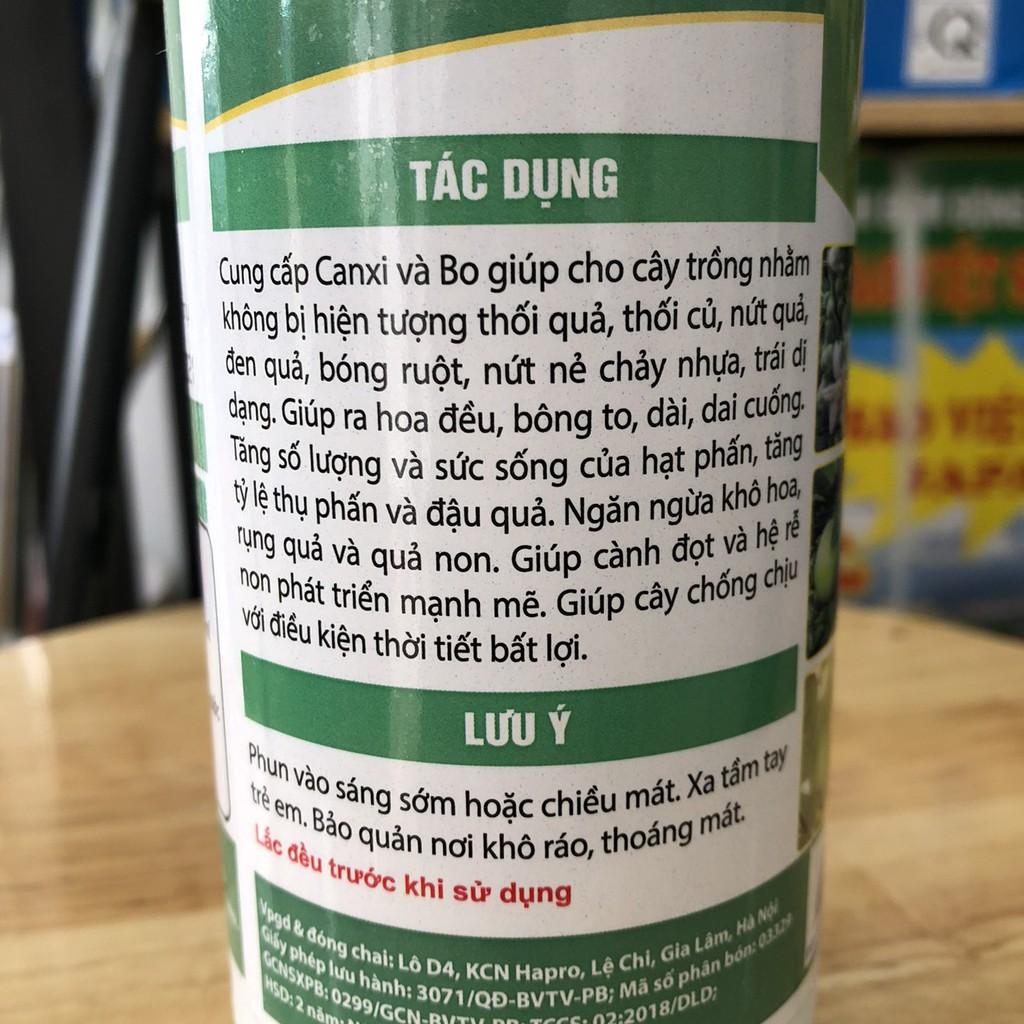 TÁC DỤNG
Cung cấp Canxi và Bo giúp cho cây trồng nhằm
không bị hiện tượng thối quả, thối củ, nứt quả,
đen quả, bóng ruột, nứt nẻ chảy nhựa, trái dị
dạng. Giúp ra hoa đều, bông to, dài, dai cuống.
Tăng số lượng và sức sống của hạt phấn, tăng
tỷ lệ thụ phấn và đậu quả. Ngăn ngừa khô hoa,
rụng quả và quả non. Giúp cành đọt và hệ rễ
non phát triển mạnh mẽ. Giúp cây chống chịu
với điều kiện thời tiết bất lợi.
LƯU Ý
Phun vào sáng sớm hoặc chiều mát. Xa tầm tay
trẻ em. Bảo quản nơi khô ráo, thoáng mát.
Lắc đều trước khi sử dụng
Vpgd & đóng chai: Lô D4, KCN Hapro, Lệ Chi, Gia Lâm, Hà Nội
Giấy phép lưu hành: 3071/QĐ-BVTV-PB; Mã số phân bón: 03329
GCNSXPB: 0299/GCN-BVTV-PB; TCCS: 02:2018/DLD;
HSD: 2 năm;